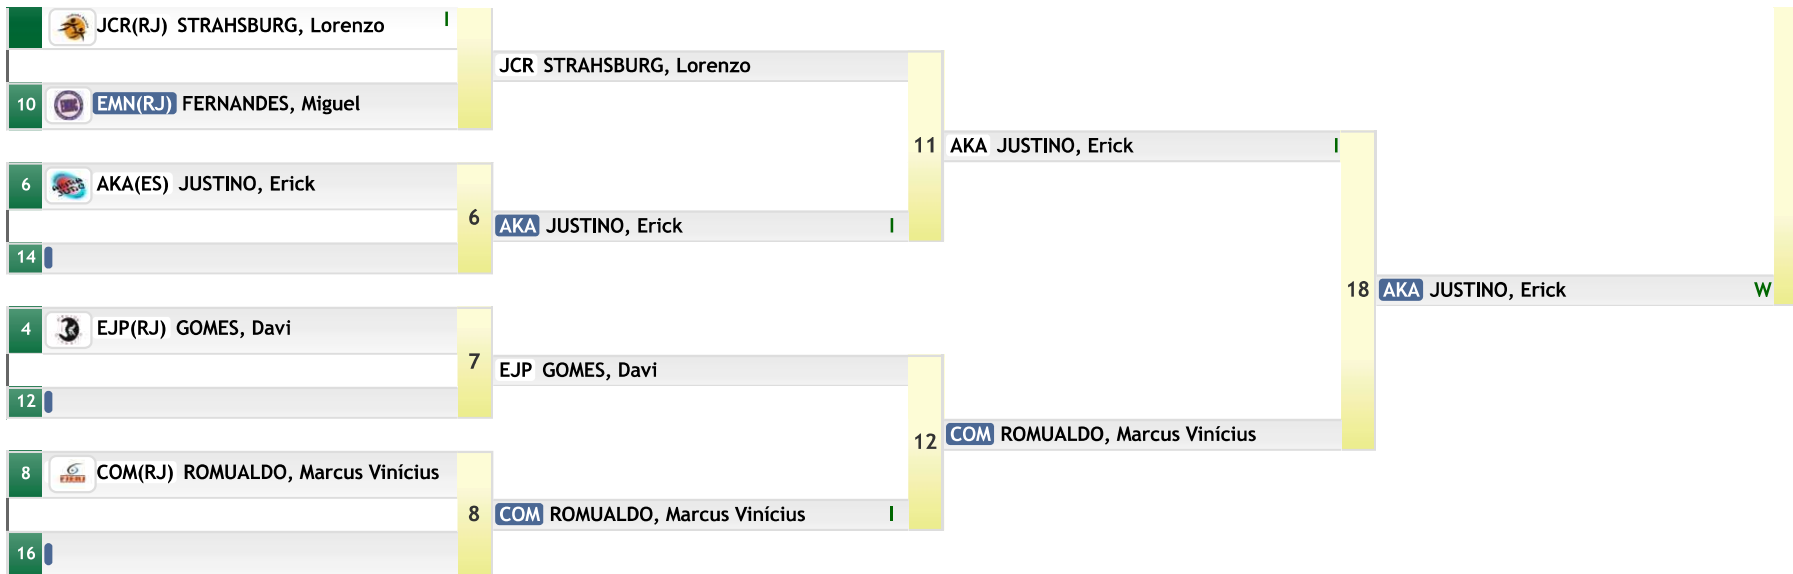 JCR(RJ) STRAHSBURG, Lorenzo I
JCR STRAHSBURG, Lorenzo
10 EMN(RJ) FERNANDES, Miguel
11 AKA JUSTINO, Erick I
6 AKA(ES) JUSTINO, Erick
6 AKA JUSTINO, Erick I
14
18 AKA JUSTINO, Erick W
4 EJP(RJ) GOMES, Davi
7 EJP GOMES, Davi
12
12 COM ROMUALDO, Marcus Vinícius
8 COM(RJ) ROMUALDO, Marcus Vinícius
8 COM ROMUALDO, Marcus Vinícius I
16